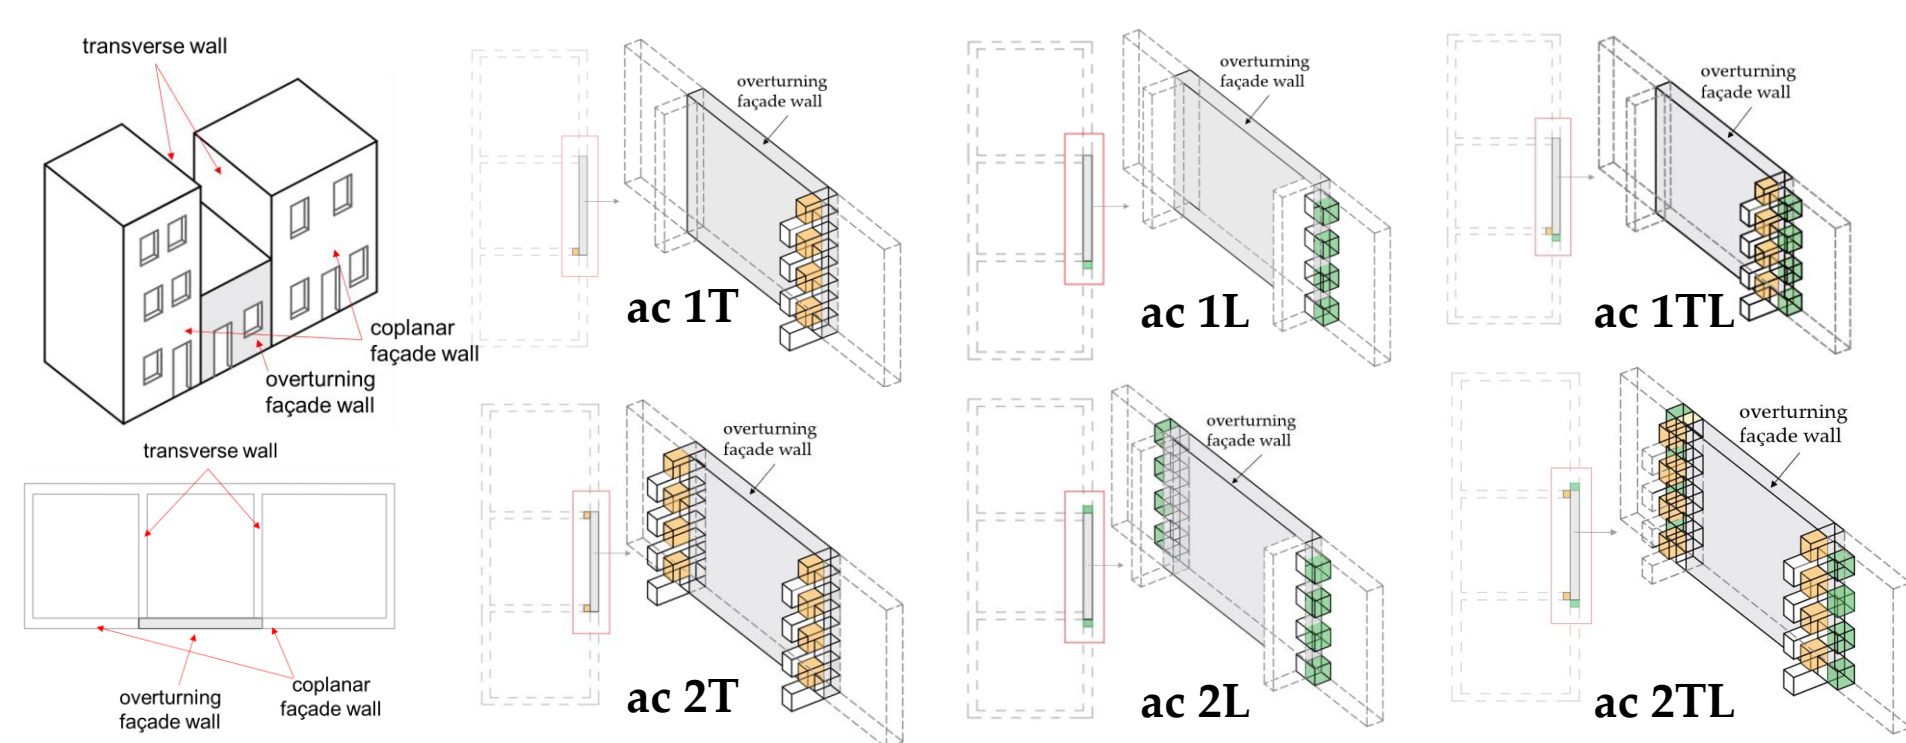 transverse wall
coplanar
façade wall
overturning
façade wall
transverse wall
overturning
façade wall
coplanar
façade wall
overturning
façade wall
ac 1T
overturning
façade wall
ac 1L
overturning
façade wall
ac 1TL
overturning
façade wall
ac 2T
overturning
façade wall
ac 2L
overturning
façade wall
ac 2TL